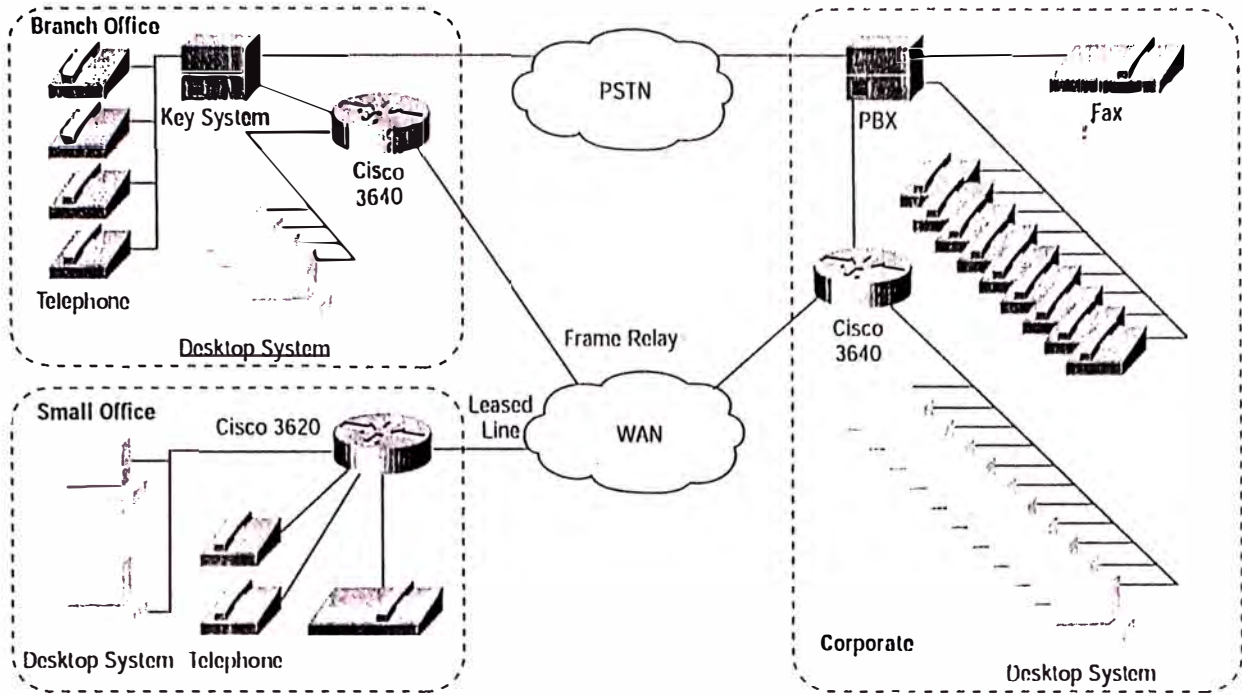 Branch Office
Key System
Cisco
3640
Telephone
Desktop System
PSTN
PBX
Fax
Cisco
3640
Frame Relay
Leased
Line
WAN
Small Office
Cisco 3620
Desktop System
Telephone
Corporate
Desktop System